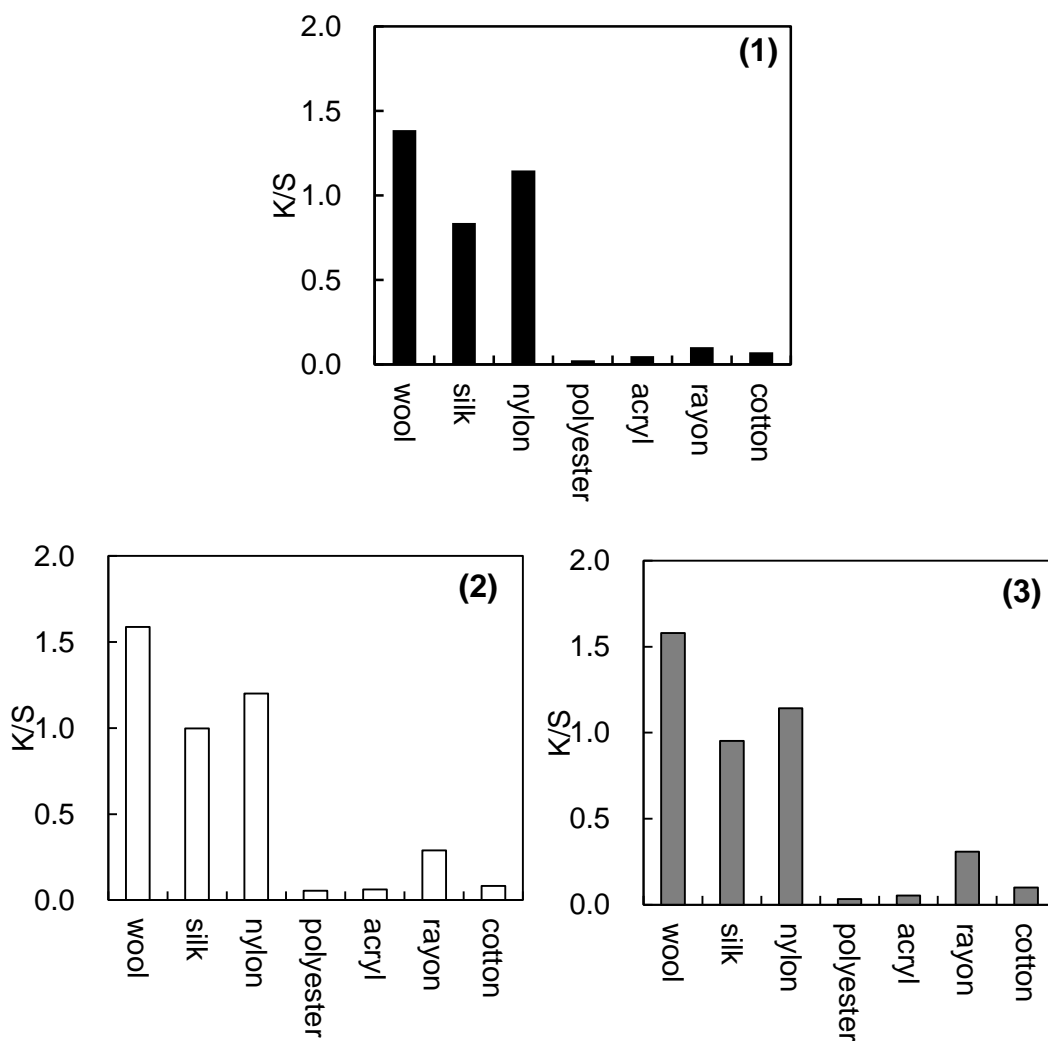 (1)
K/S
2.0
1.5
1.0
0.5
0.0
wool
silk
nylon
polyester
acryl
rayon
cotton
(2)
K/S
2.0
1.5
1.0
0.5
0.0
wool
silk
nylon
polyester
acryl
rayon
cotton
(3)
K/S
2.0
1.5
1.0
0.5
0.0
wool
silk
nylon
polyester
acryl
rayon
cotton